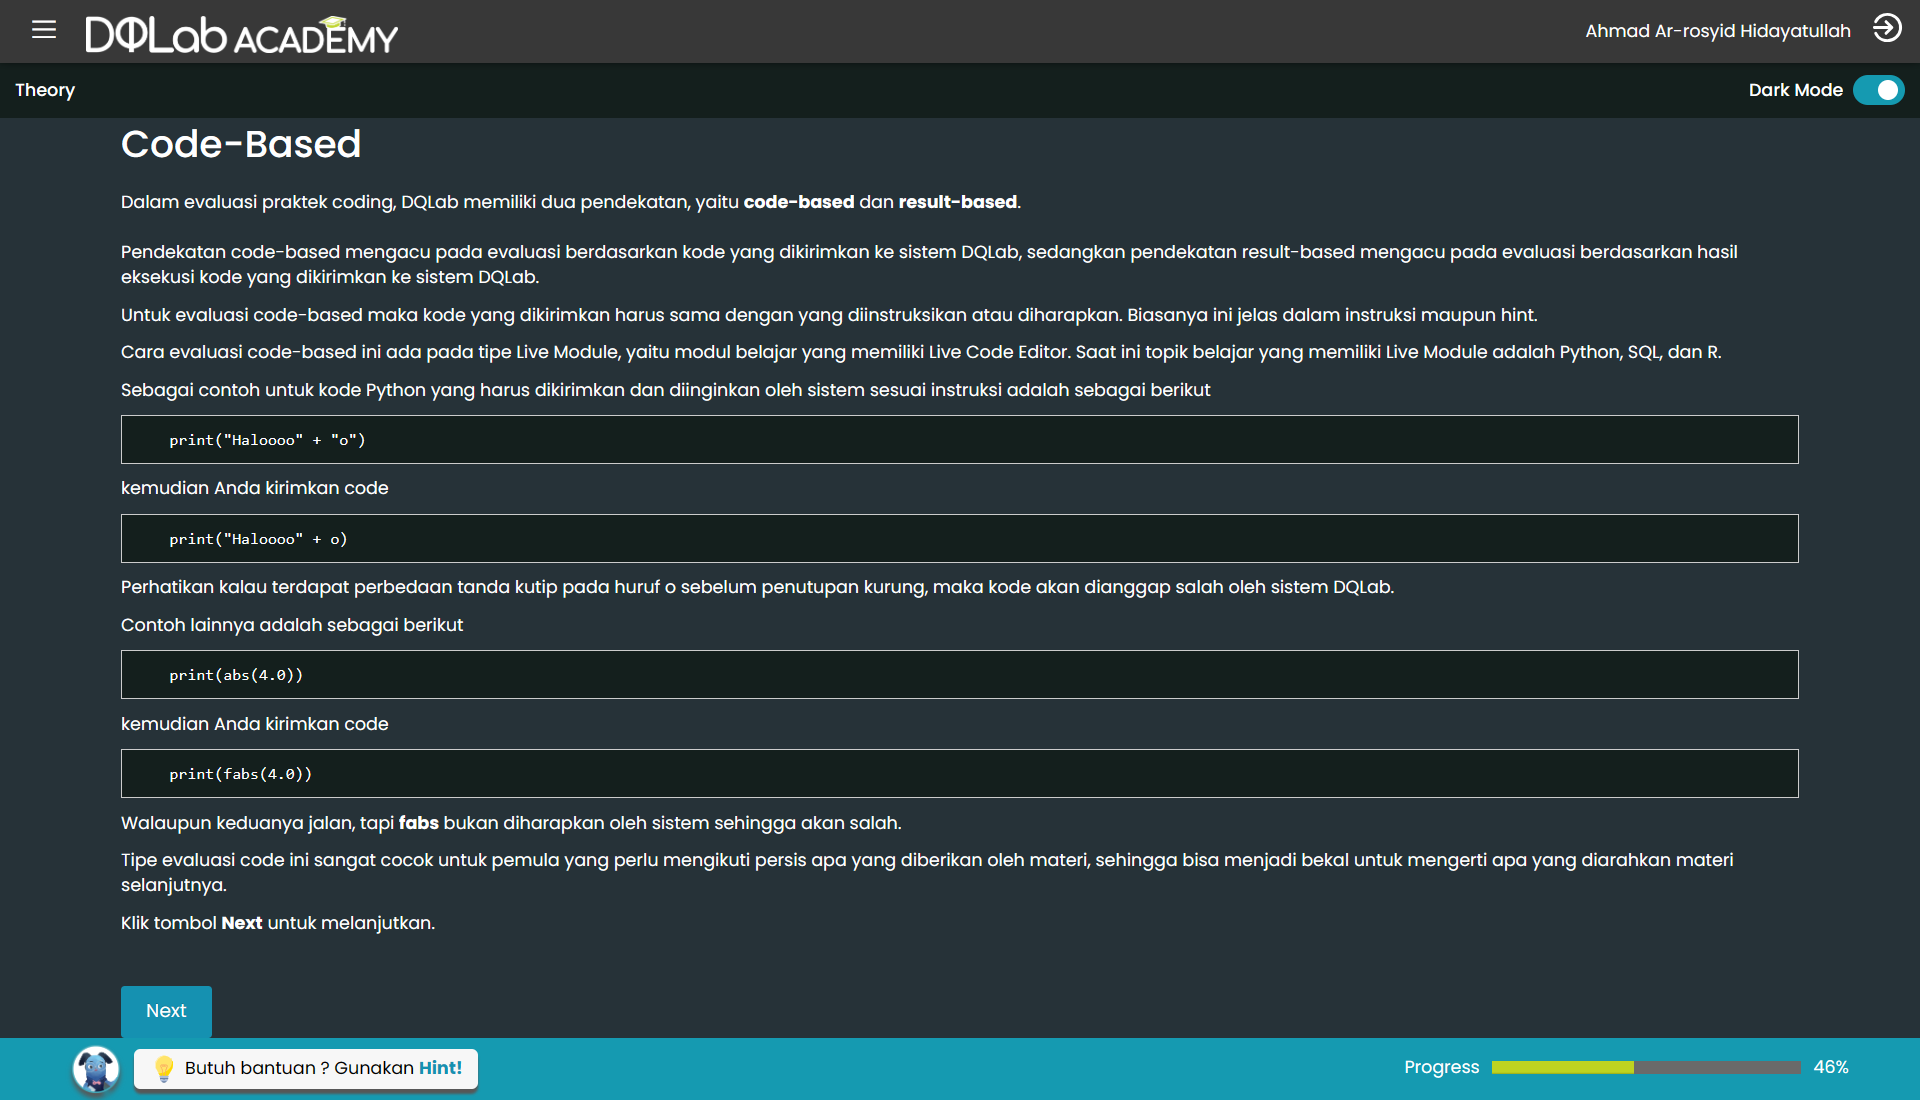 DQLab ACADEMY
Ahmad Ar-rosyid Hidayatullah
Theory
Dark Mode
Code-Based
Dalam evaluasi praktek coding, DQLab memiliki dua pendekatan, yaitu code-based dan result-based.
Pendekatan code-based mengacu pada evaluasi berdasarkan kode yang dikirimkan ke sistem DQLab, sedangkan pendekatan result-based mengacu pada evaluasi berdasarkan hasil
eksekusi kode yang dikirimkan ke sistem DQLab.
Untuk evaluasi code-based maka kode yang dikirimkan harus sama dengan yang diinstruksikan atau diharapkan. Biasanya ini jelas dalam instruksi maupun hint.
Cara evaluasi code-based ini ada pada tipe Live Module, yaitu modul belajar yang memiliki Live Code Editor. Saat ini topik belajar yang memiliki Live Module adalah Python, SQL, dan R.
Sebagai contoh untuk kode Python yang harus dikirimkan dan diinginkan oleh sistem sesuai instruksi adalah sebagai berikut
print("Haloooo" + "o")
kemudian Anda kirimkan code
print("Haloooo" + o)
Perhatikan kalau terdapat perbedaan tanda kutip pada huruf o sebelum penutupan kurung, maka kode akan dianggap salah oleh sistem DQLab.
Contoh lainnya adalah sebagai berikut
print(abs(4.0))
kemudian Anda kirimkan code
print(fabs(4.0))
Walaupun keduanya jalan, tapi fabs bukan diharapkan oleh sistem sehingga akan salah.
Tipe evaluasi code ini sangat cocok untuk pemula yang perlu mengikuti persis apa yang diberikan oleh materi, sehingga bisa menjadi bekal untuk mengerti apa yang diarahkan materi
selanjutnya.
Klik tombol Next untuk melanjutkan.
Next
Butuh bantuan ? Gunakan Hint!
Progress
46%